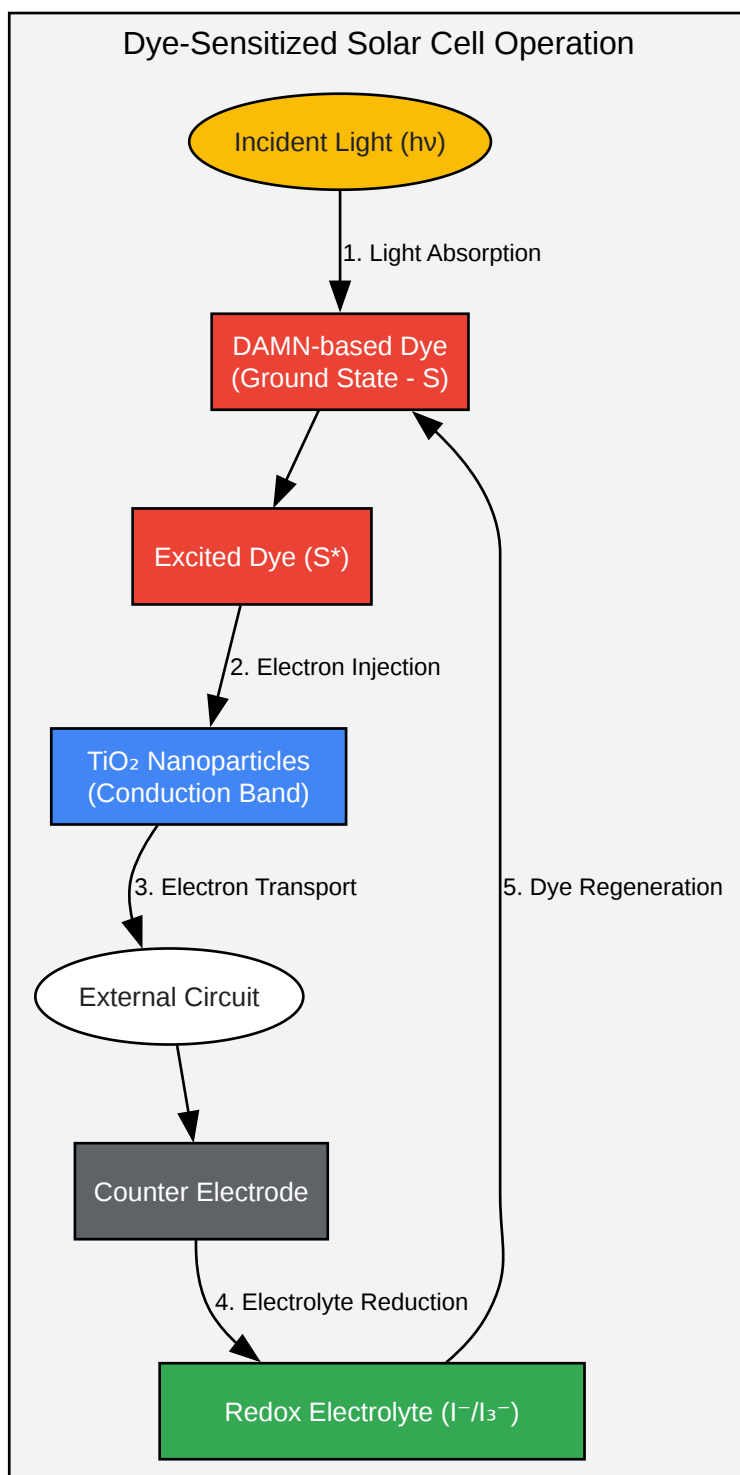 Dye-Sensitized Solar Cell Operation
Incident Light (hν)
1. Light Absorption
DAMN-based Dye
(Ground State - S)
Excited Dye (S*)
2. Electron Injection
TiO₂ Nanoparticles
(Conduction Band)
3. Electron Transport
5. Dye Regeneration
External Circuit
Counter Electrode
4. Electrolyte Reduction
Redox Electrolyte (I⁻/I₃⁻)